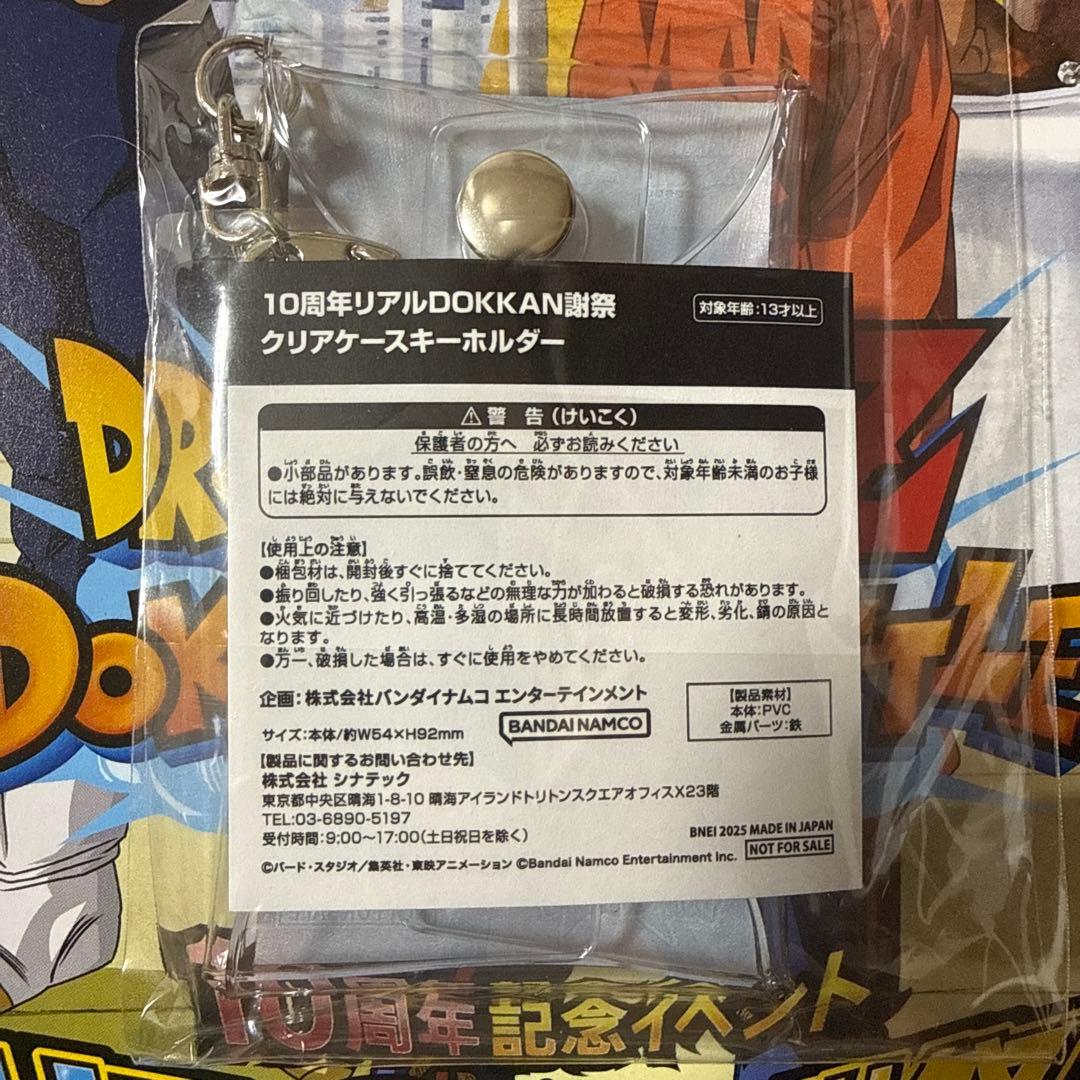 10周年リアルDOKKAN謝祭
対象年齢:13才以上
クリアケースキーホルダー
⚠警 告(けいこく)
保護者の方へ 必ずお読みください
●小部品があります。誤飲・窒息の危険がありますので、対象年齢未満のお子様
には絶対に与えないでください。
【使用上の注意】
●梱包材は、開封後すぐに捨ててください。
●振り回したり、強く引っ張るなどの無理な力が加わると破損する恐れがあります。
●火気に近づけたり、高温・多湿の場所に長時間放置すると変形、劣化、錆の原因と
なります。
●万一、破損した場合は、すぐに使用をやめてください。
企画:株式会社バンダイナムコ エンターテインメント
BANDAI NAMCO
【製品素材】
本体:PVC
金属パーツ:鉄
サイズ:本体/約W54×H92mm
【製品に関するお問い合わせ先】
株式会社 シナテック
東京都中央区晴海1-8-10 晴海アイランドトリトンスクエアオフィスX23階
TEL:03-6890-5197
受付時間:9:00〜17:00(土日祝日を除く)
BNEI 2025 MADE IN JAPAN
NOT FOR SALE
©バード・スタジオ/集英社・東映アニメーション ©Bandai Namco Entertainment Inc.
10周年記念イベント